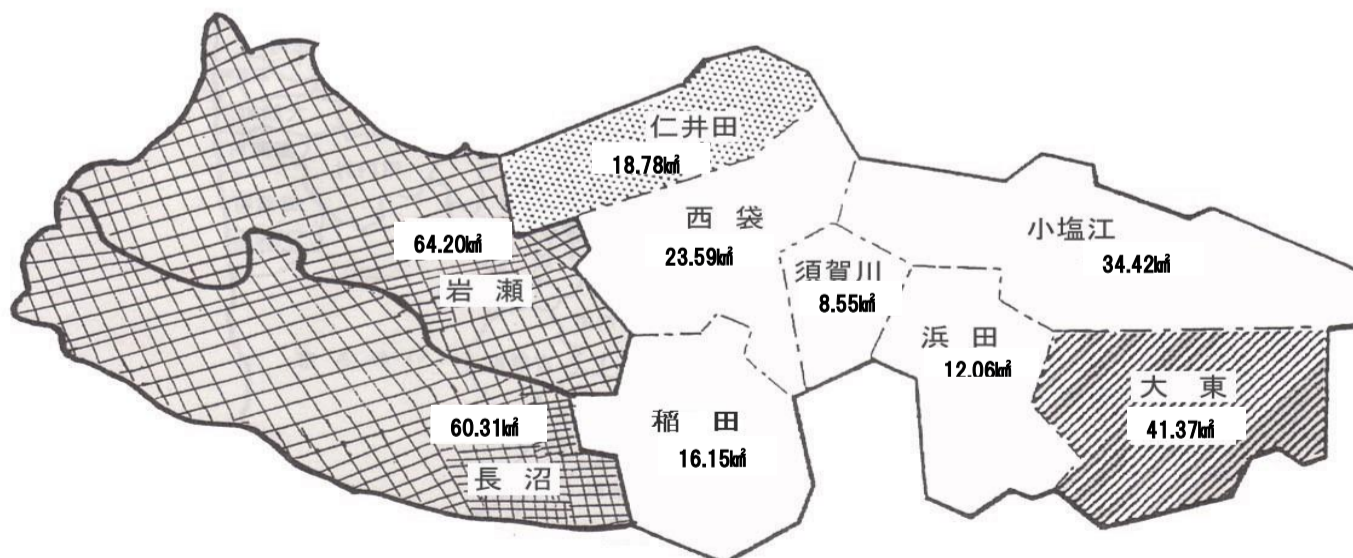 仁井田
18.78㎢
西袋
23.59㎢
小塩江
34.42㎢
64.20㎢
岩瀬
須賀川
8.55㎢
浜田
12.06㎢
大東
41.37㎢
60.31㎢
長沼
稲田
16.15㎢